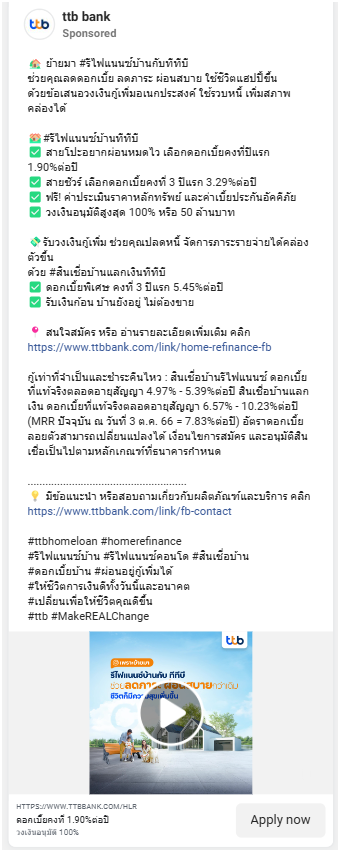 ttb
ttb bank
Sponsored
🏠 ย้ายมา #รีไฟแนนซ์บ้านกับทีทีบี
ช่วยคุณลดดอกเบี้ย ลดภาระ ผ่อนสบาย ใช้ชีวิตแฮปปี้ขึ้น
ด้วยข้อเสนอวงเงินกู้เพิ่มอเนกประสงค์ ใช้รวบหนี้ เพิ่มสภาพ
คล่องได้
🏘️ #รีไฟแนนซ์บ้านทีทีบี
✅ สายโปะอยากผ่อนหมดไว เลือกดอกเบี้ยคงที่ปีแรก
1.90%ต่อปี
✅ สายชัวร์ เลือกดอกเบี้ยคงที่ 3 ปีแรก 3.29%ต่อปี
✅ ฟรี! ค่าประเมินราคาหลักทรัพย์ และค่าเบี้ยประกันอัคคีภัย
✅ วงเงินอนุมัติสูงสุด 100% หรือ 50 ล้านบาท
💸 รับวงเงินกู้เพิ่ม ช่วยคุณปลดหนี้ จัดการภาระรายจ่ายได้คล่อง
ตัวขึ้น
ด้วย #สินเชื่อบ้านแลกเงินทีทีบี
✅ ดอกเบี้ยพิเศษ คงที่ 3 ปีแรก 5.45%ต่อปี
✅ รับเงินก้อน บ้านยังอยู่ ไม่ต้องขาย
📍 สนใจสมัคร หรือ อ่านรายละเอียดเพิ่มเติม คลิก
https://www.ttbbank.com/link/home-refinance-fb
กู้เท่าที่จำเป็นและชำระคืนไหว : สินเชื่อบ้านรีไฟแนนซ์ ดอกเบี้
ยที่แท้จริงตลอดอายุสัญญา 4.97% - 5.39%ต่อปี สินเชื่อบ้านแลก
เงิน ดอกเบี้ยที่แท้จริงตลอดอายุสัญญา 6.57% - 10.23%ต่อปี
(MRR ปัจจุบัน ณ วันที่ 3 ต.ค. 66 = 7.83%ต่อปี) อัตราดอกเบี้ย
ลอยตัวสามารถเปลี่ยนแปลงได้ เงื่อนไขการสมัคร และอนุมัติสิน
เชื่อเป็นไปตามหลักเกณฑ์ที่ธนาคารกำหนด
......................................................
💡 มีข้อแนะนำ หรือสอบถามเกี่ยวกับผลิตภัณฑ์และบริการ คลิก
https://www.ttbbank.com/link/fb-contact
#ttbhomeloan #homerefinance
#รีไฟแนนซ์บ้าน #รีไฟแนนซ์คอนโด #สินเชื่อบ้าน
#ดอกเบี้ยบ้าน #ผ่อนอยู่กู้เพิ่มได้
#ให้ชีวิตการเงินดีทั้งวันนี้และอนาคต
#เปลี่ยนเพื่อให้ชีวิตคุณดีขึ้น
#ttb #MakeREALChange
ttb
รีไฟแนนซ์บ้านกับ ทีทีบี
ช่วยลดภาระ ผ่อนสบายกว่าเดิม
ชีวิตก็มีความสุขเพิ่มขึ้น
HTTPS://WWW.TTBBANK.COM/HLR
ดอกเบี้ยคงที่ 1.90%ต่อปี
วงเงินอนุมัติ 100%
Apply now